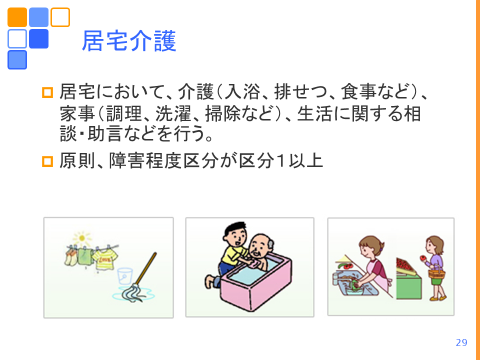 居宅介護
居宅において、介護（入浴、排せつ、食事など）、
家事（調理、洗濯、掃除など）、生活に関する相
談・助言などを行う。
原則、障害程度区分が区分１以上
29